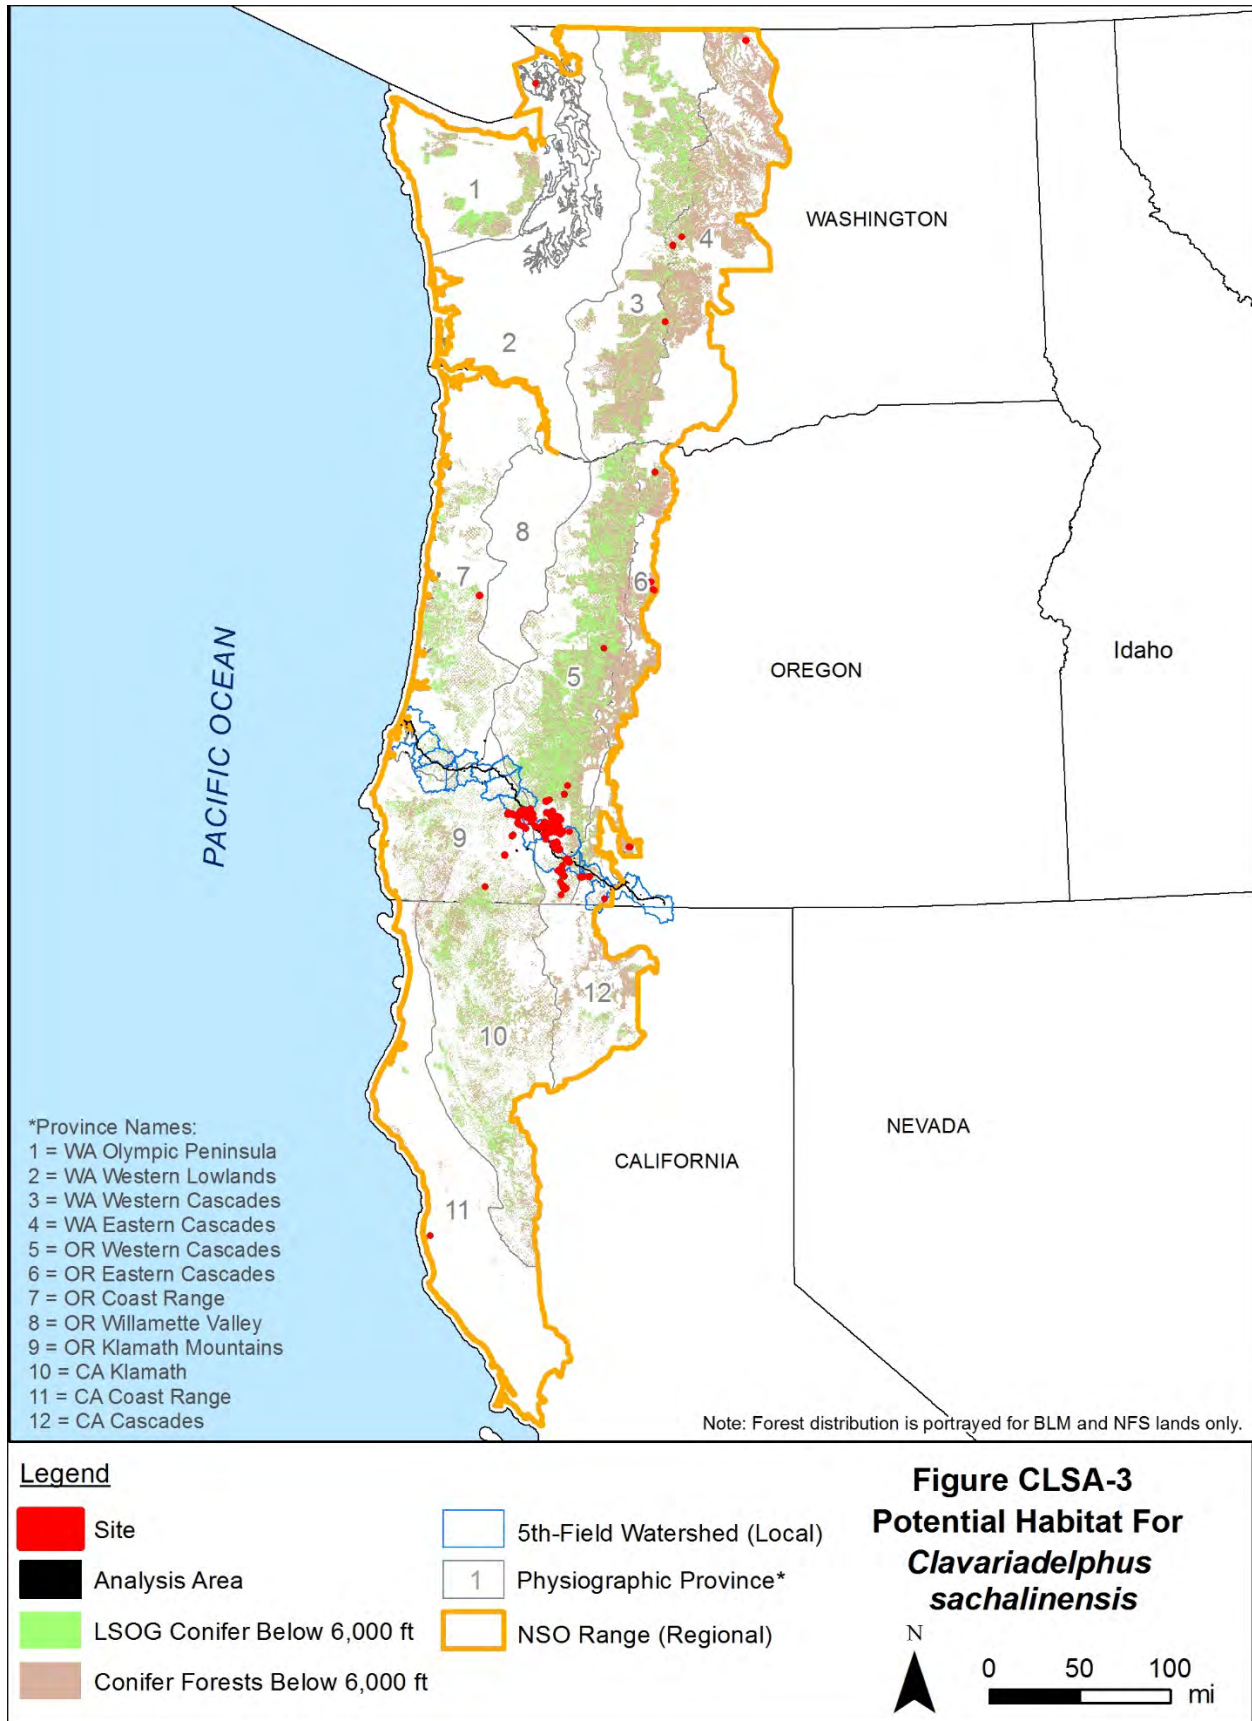 1
WASHINGTON
4
3
2
8
7
6
PACIFIC OCEAN
5
OREGON
Idaho
9
12
10
*Province Names:
1 = WA Olympic Peninsula
2 = WA Western Lowlands
3 = WA Western Cascades
4 = WA Eastern Cascades
5 = OR Western Cascades
6 = OR Eastern Cascades
7 = OR Coast Range
8 = OR Willamette Valley
9 = OR Klamath Mountains
10 = CA Klamath
11 = CA Coast Range
12 = CA Cascades
NEVADA
CALIFORNIA
11
Note: Forest distribution is portrayed for BLM and NFS lands only.
Legend
Site
Analysis Area
LSOG Conifer Below 6,000 ft
Conifer Forests Below 6,000 ft
5th-Field Watershed (Local)
1 Physiographic Province*
NSO Range (Regional)
Figure CLSA-3
Potential Habitat For
Clavariadelphus
sachalinensis
N
0 50 100
mi